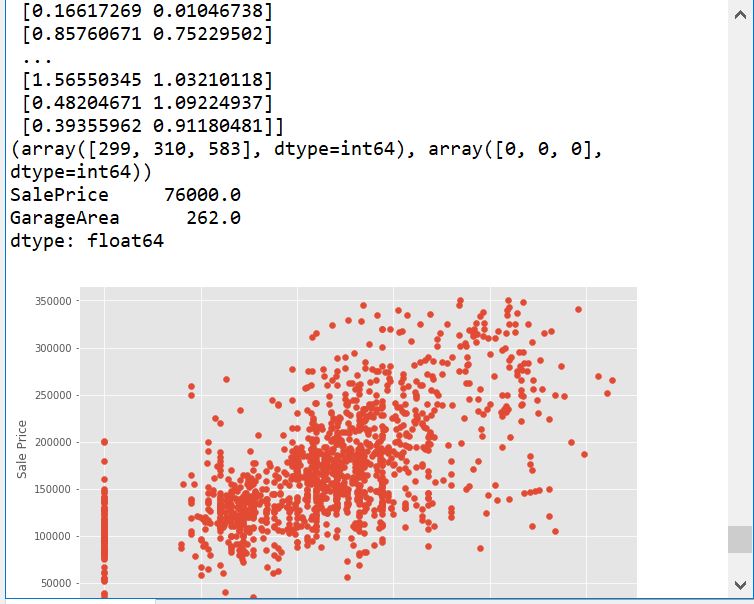 [0.16617269 0.01046738]
[0.85760671 0.75229502]
...
[1.56550345 1.03210118]
[0.48204671 1.09224937]
[0.39355962 0.91180481]]
(array([299, 310, 583], dtype=int64), array([0, 0, 0],
dtype=int64))
SalePrice     76000.0
GarageArea      262.0
dtype: float64
350000
300000
250000
200000
150000
100000
50000
Sale Price